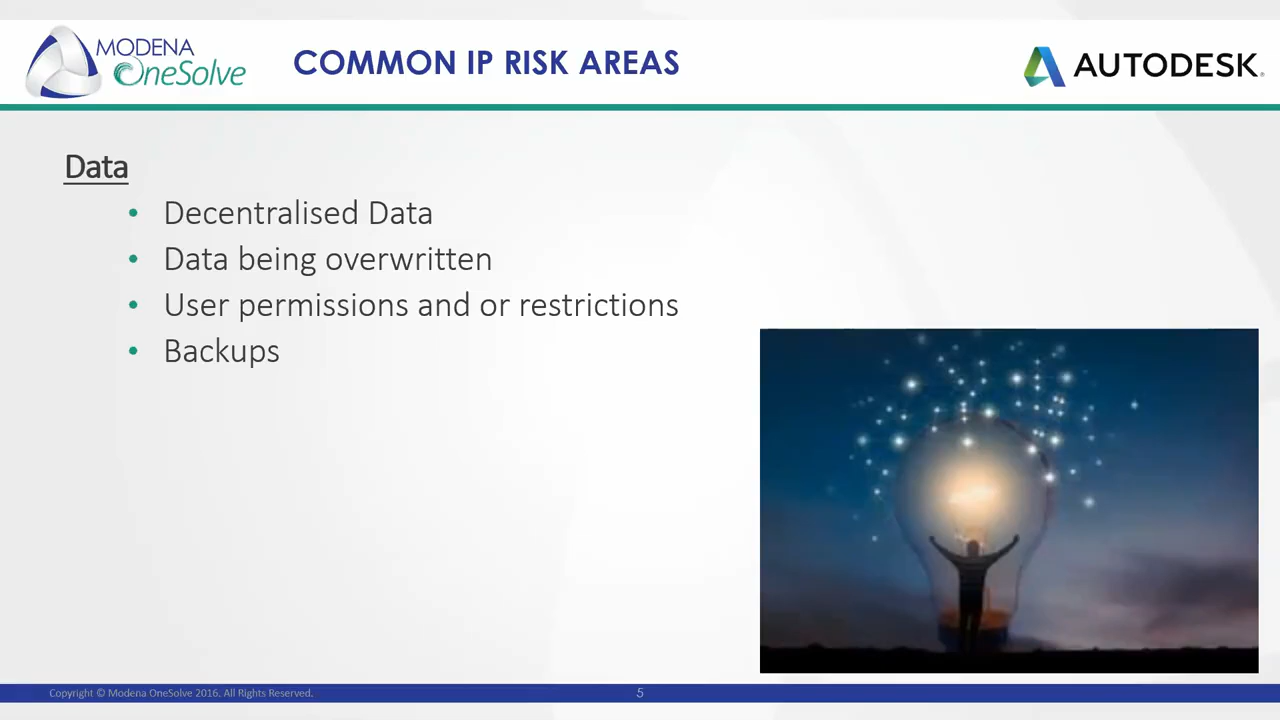 MODENA
OneSolve
COMMON IP RISK AREAS
AUTODESK®
Data
• Decentralised Data
• Data being overwritten
• User permissions and or restrictions
• Backups
Copyright © Modena OneSolve 2016. All Rights Reserved.
5